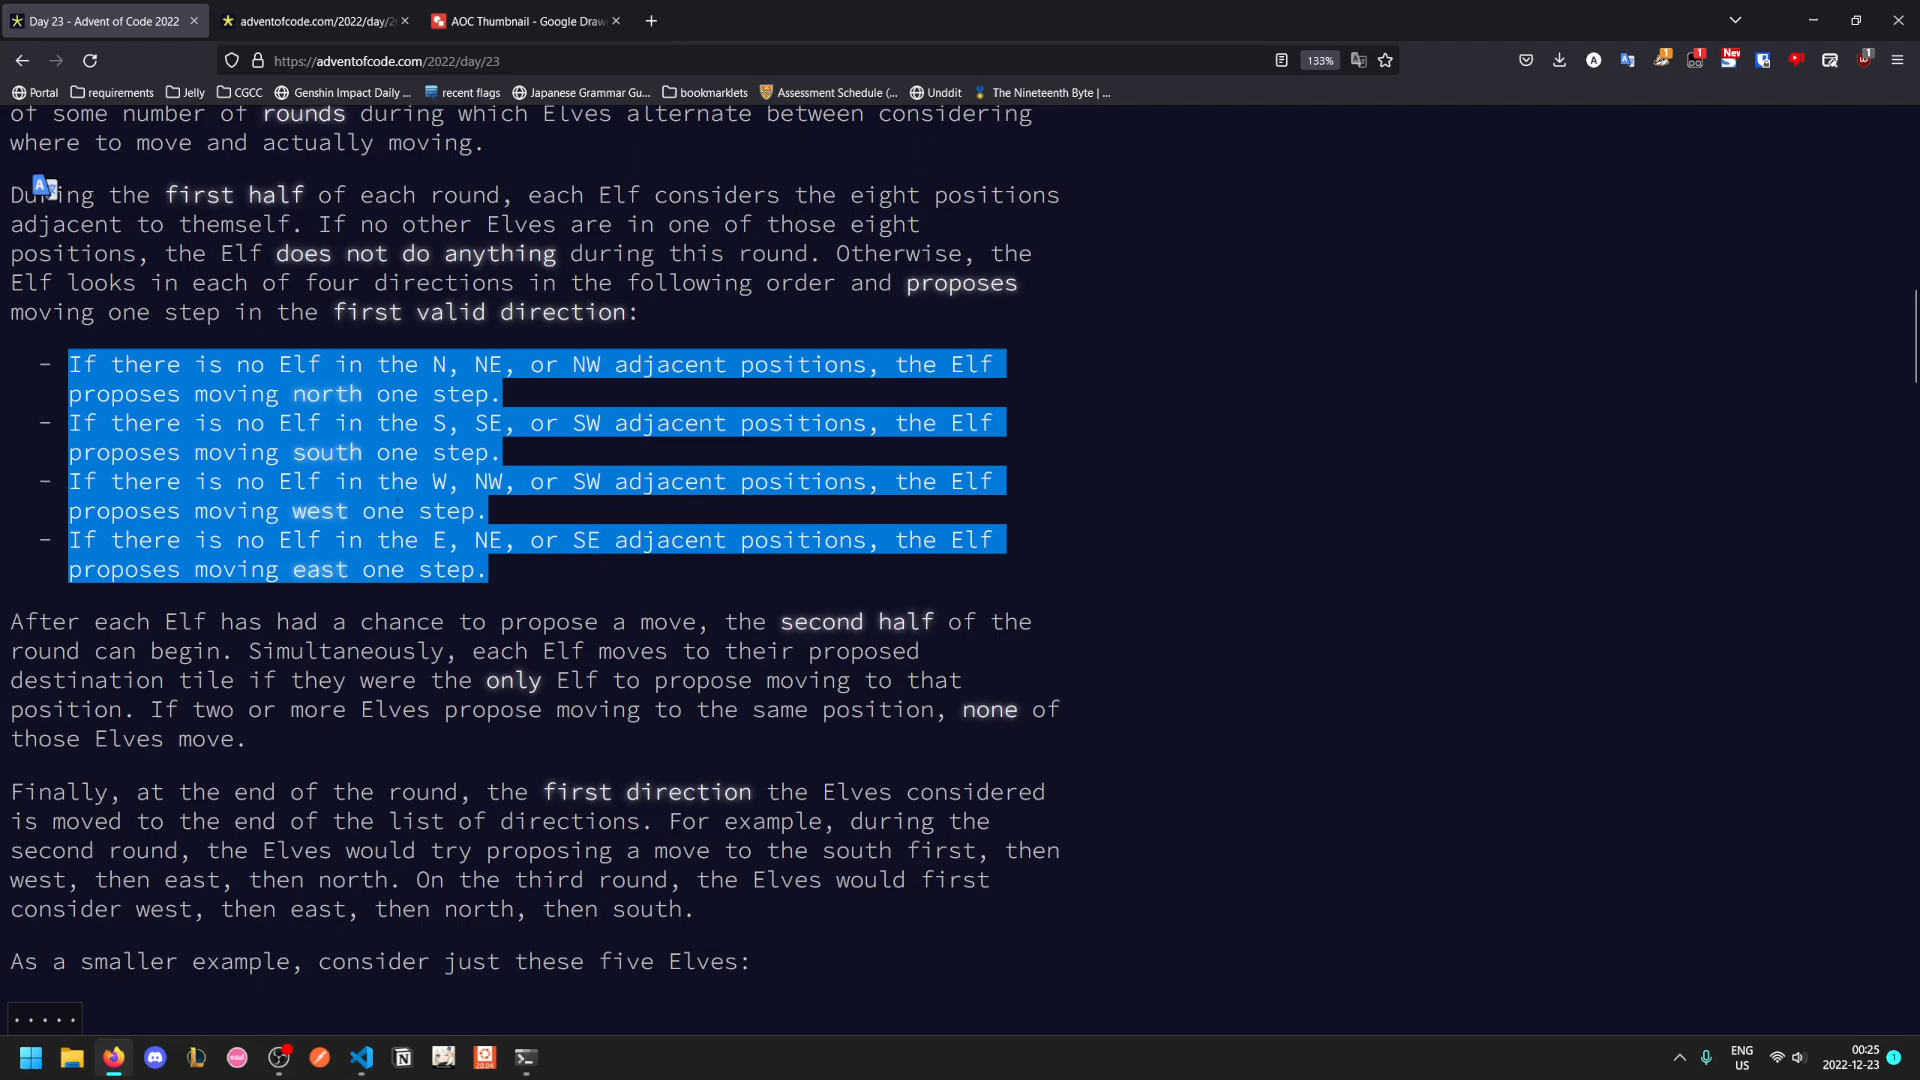 Day 23 - Advent of Code 2022
adventofcode.com/2022/day/2
AOC Thumbnail - Google Draw
https://adventofcode.com/2022/day/23
133%
New
1
1
1
Portal
requirements
Jelly
CGCC
Genshin Impact Daily ...
recent flags
Japanese Grammar Gu...
bookmarklets
Assessment Schedule (...
Unddit
The Nineteenth Byte | ...
of some number of rounds during which Elves alternate between considering
where to move and actually moving.
During the first half of each round, each Elf considers the eight positions
adjacent to themself. If no other Elves are in one of those eight
positions, the Elf does not do anything during this round. Otherwise, the
Elf looks in each of four directions in the following order and proposes
moving one step in the first valid direction:
- If there is no Elf in the N, NE, or NW adjacent positions, the Elf
proposes moving north one step.
- If there is no Elf in the S, SE, or SW adjacent positions, the Elf
proposes moving south one step.
- If there is no Elf in the W, NW, or SW adjacent positions, the Elf
proposes moving west one step.
- If there is no Elf in the E, NE, or SE adjacent positions, the Elf
proposes moving east one step.
After each Elf has had a chance to propose a move, the second half of the
round can begin. Simultaneously, each Elf moves to their proposed
destination tile if they were the only Elf to propose moving to that
position. If two or more Elves propose moving to the same position, none of
those Elves move.
Finally, at the end of the round, the first direction the Elves considered
is moved to the end of the list of directions. For example, during the
second round, the Elves would try proposing a move to the south first, then
west, then east, then north. On the third round, the Elves would first
consider west, then east, then north, then south.
As a smaller example, consider just these five Elves:
.....
osu!
20.04
ENG
US
00:25
2022-12-23
1